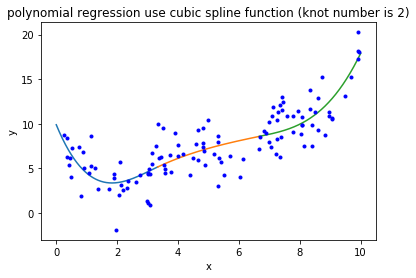 polynomial regression use cubic spline function (knot number is 2)
20
15
10
5
0
y
0 2 4 6 8 10
x